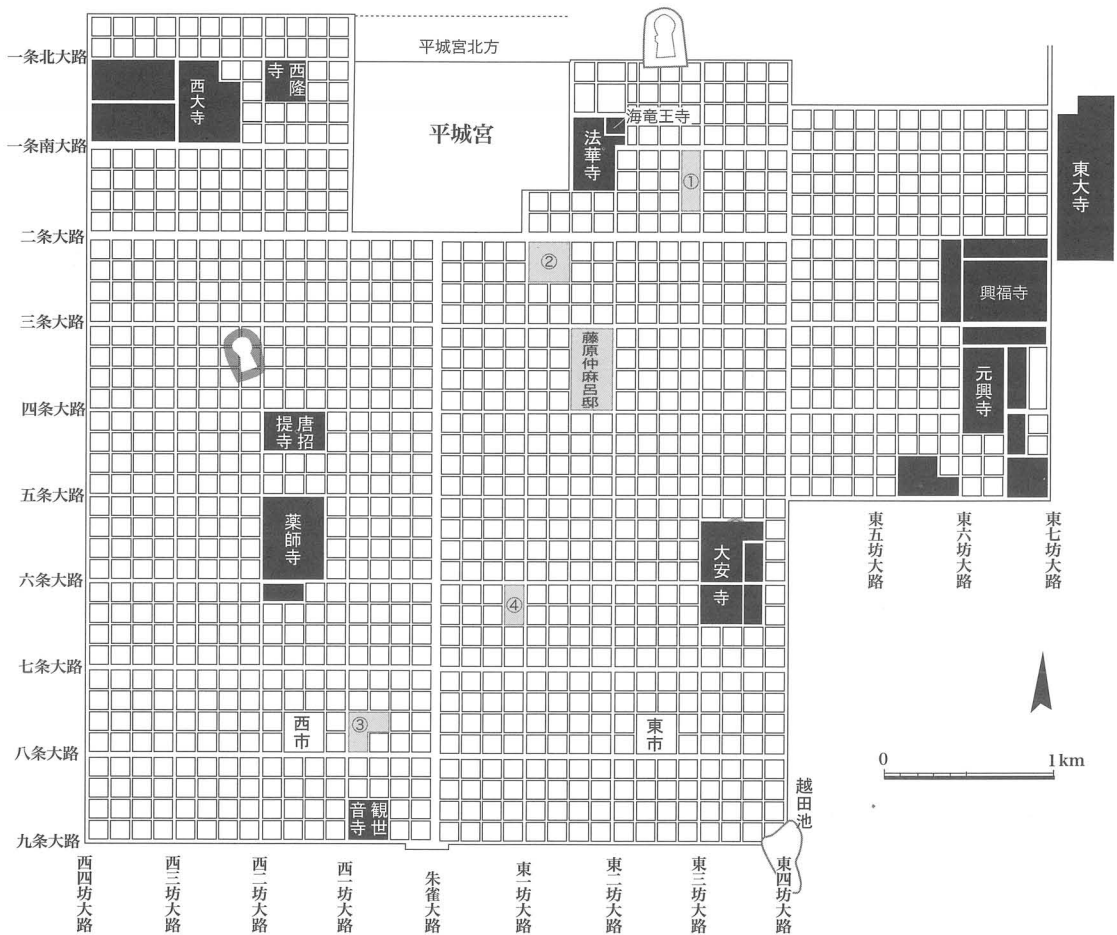 一条北大路
一条南大路
二条大路
三条大路
四条大路
五条大路
六条大路
七条大路
八条大路
九条大路
平城宮北方
平城宮
西大寺
西隆
寺
海竜王寺
法華寺
①
②
東大寺
興福寺
元興寺
藤原仲麻呂邸
唐招
提寺
薬師寺
大安
寺
④
③
西市
東市
観世
音寺
越田池
東五坊大路
東六坊大路
東七坊大路
0
1km
西四坊大路
西三坊大路
西二坊大路
西一坊大路
朱雀大路
東一坊大路
東二坊大路
東三坊大路
東四坊大路